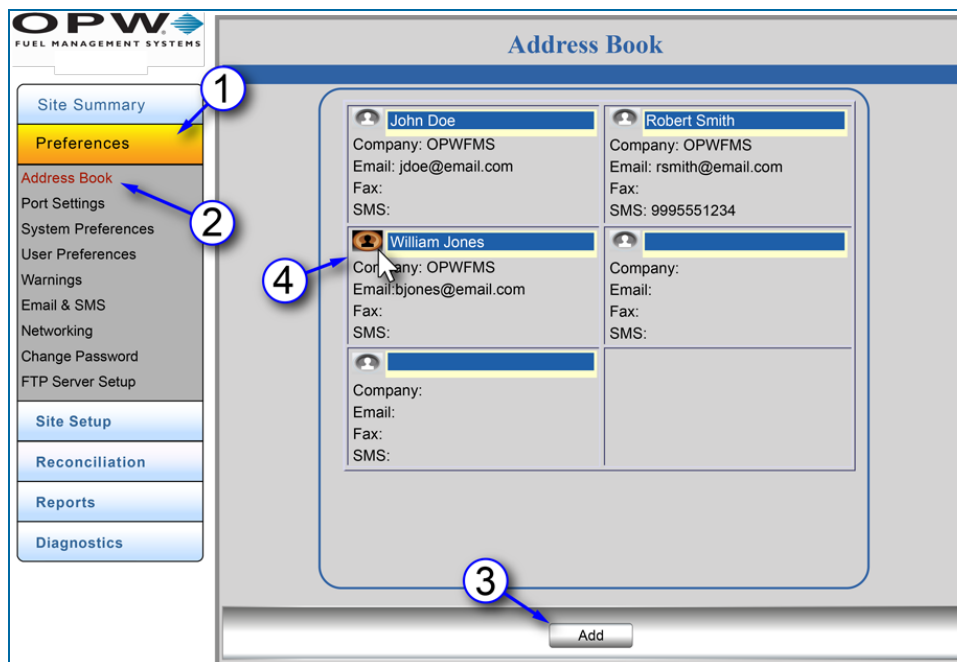 OPW
FUEL MANAGEMENT SYSTEMS
Address Book
1
Site Summary
Preferences
Address Book
2
Port Settings
System Preferences
User Preferences
Warnings
Email & SMS
Networking
Change Password
FTP Server Setup
Site Setup
Reconciliation
Reports
Diagnostics
John Doe
Company: OPWFMS
Email: jdoe@email.com
Fax:
SMS:
Robert Smith
Company: OPWFMS
Email: rsmith@email.com
Fax:
SMS: 9995551234
4
William Jones
Company: OPWFMS
Email:bjones@email.com
Fax:
SMS:
Company:
Email:
Fax:
SMS:
Company:
Email:
Fax:
SMS:
3
Add